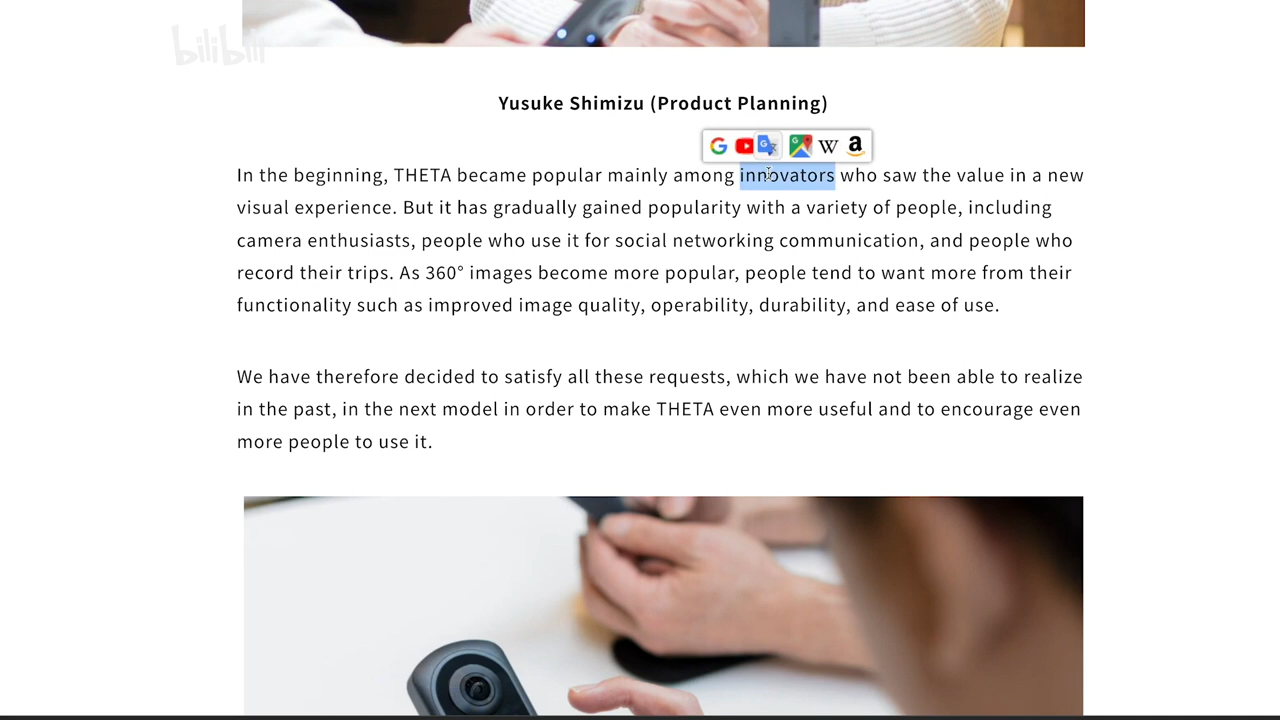 bilibili
Yusuke Shimizu (Product Planning)
G W a
In the beginning, THETA became popular mainly among innovators who saw the value in a new
visual experience. But it has gradually gained popularity with a variety of people, including
camera enthusiasts, people who use it for social networking communication, and people who
record their trips. As 360° images become more popular, people tend to want more from their
functionality such as improved image quality, operability, durability, and ease of use.
We have therefore decided to satisfy all these requests, which we have not been able to realize
in the past, in the next model in order to make THETA even more useful and to encourage even
more people to use it.